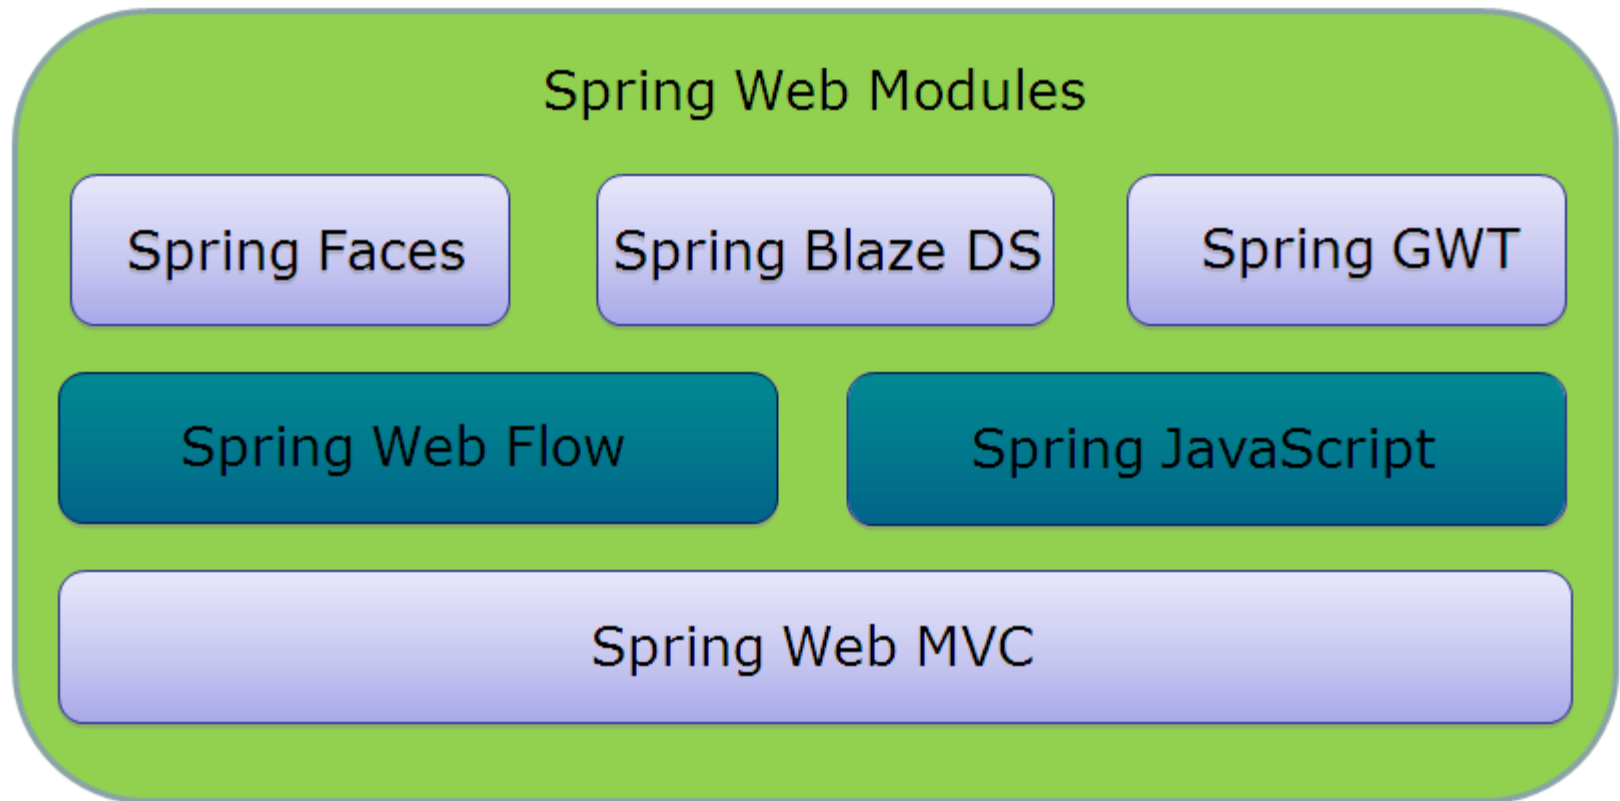 Spring Web Modules
Spring Faces
Spring Blaze DS
Spring GWT
Spring Web Flow
Spring JavaScript
Spring Web MVC